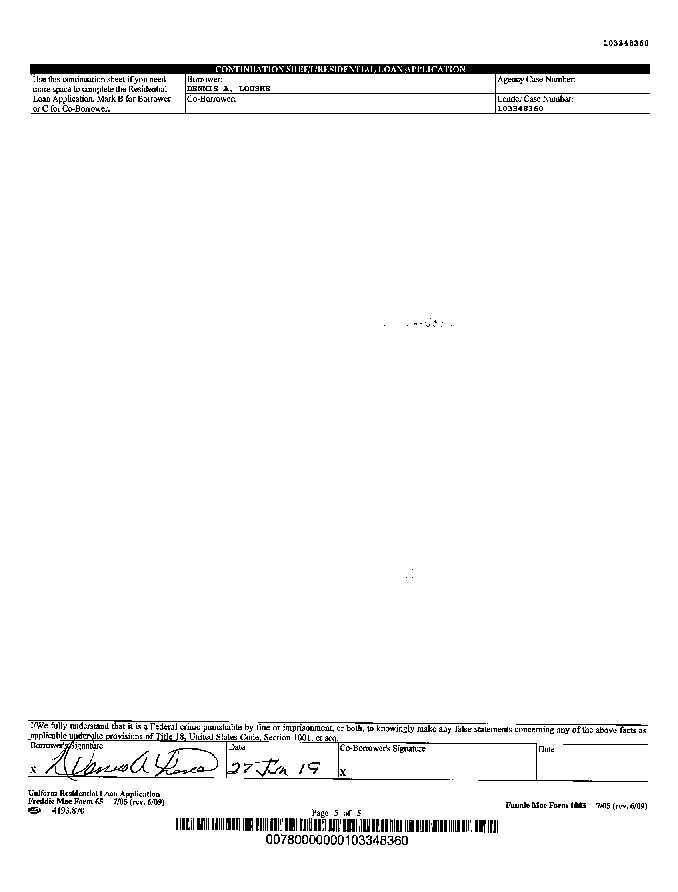 103348360
CONTINUATION SHEET/RESIDENTIAL LOAN APPLICATION
Use this continuation sheet if you need more space to complete the Residential Loan Application. Mark B for Borrower or C for Co-Borrower.
Borrower:
DENNIS A. LOUSKE
Co-Borrower:
Agency Case Number:
Lender Case Number:
103348360
I/We fully understand that it is a Federal crime punishable by fine or imprisonment, or both, to knowingly make any false statements concerning any of the above facts as
applicable under the provisions of Title 18, United States Code, Section 1001, et seq.
Borrower's Signature
X
Date
27 Jan 19
Co-Borrower's Signature
X
Date
Uniform Residential Loan Application
Freddie Mac Form 65 7/05 (rev. 6/09)
Fannie Mae Form 1003 7/05 (rev. 6/09)
Page 5 of 5
00780000000103348360